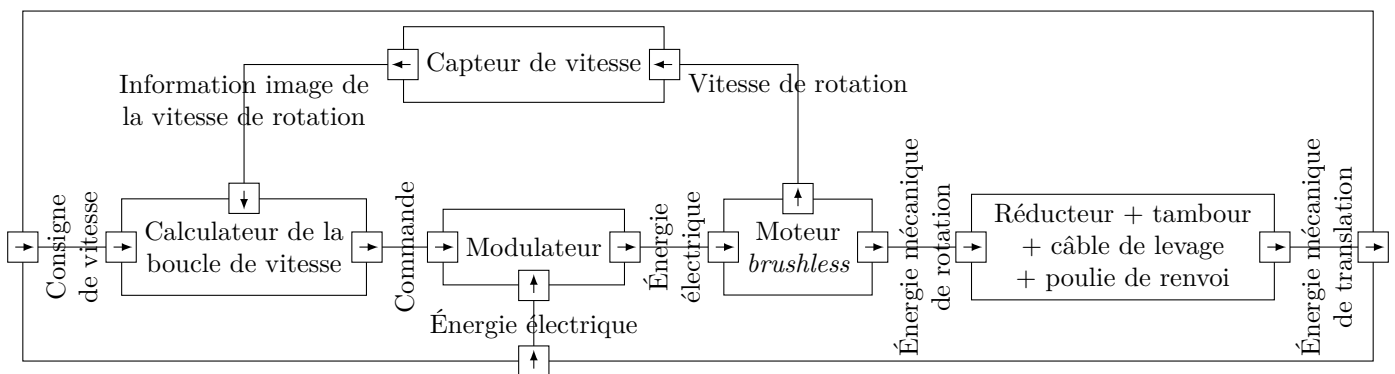 Capteur de vitesse
Information image de
la vitesse de rotation
Vitesse de rotation
Consigne
de vitesse
Calculateur de la
boucle de vitesse
Commande
Modulateur
Énergie électrique
Énergie
électrique
Moteur
brushless
Énergie mécanique
de rotation
Réducteur + tambour
+ câble de levage
+ poulie de renvoi
Énergie mécanique
de translation